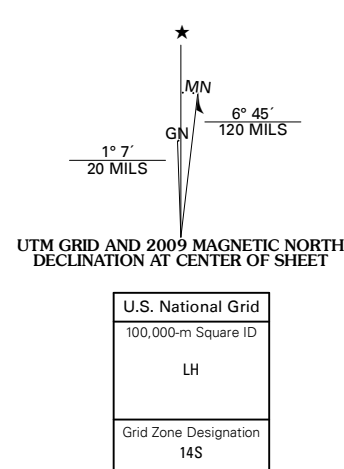 ★
MN
6° 45´
120 MILS
GN
1° 7´
20 MILS
UTM GRID AND 2009 MAGNETIC NORTH
DECLINATION AT CENTER OF SHEET
U.S. National Grid
100,000-m Square ID
LH
Grid Zone Designation
14S